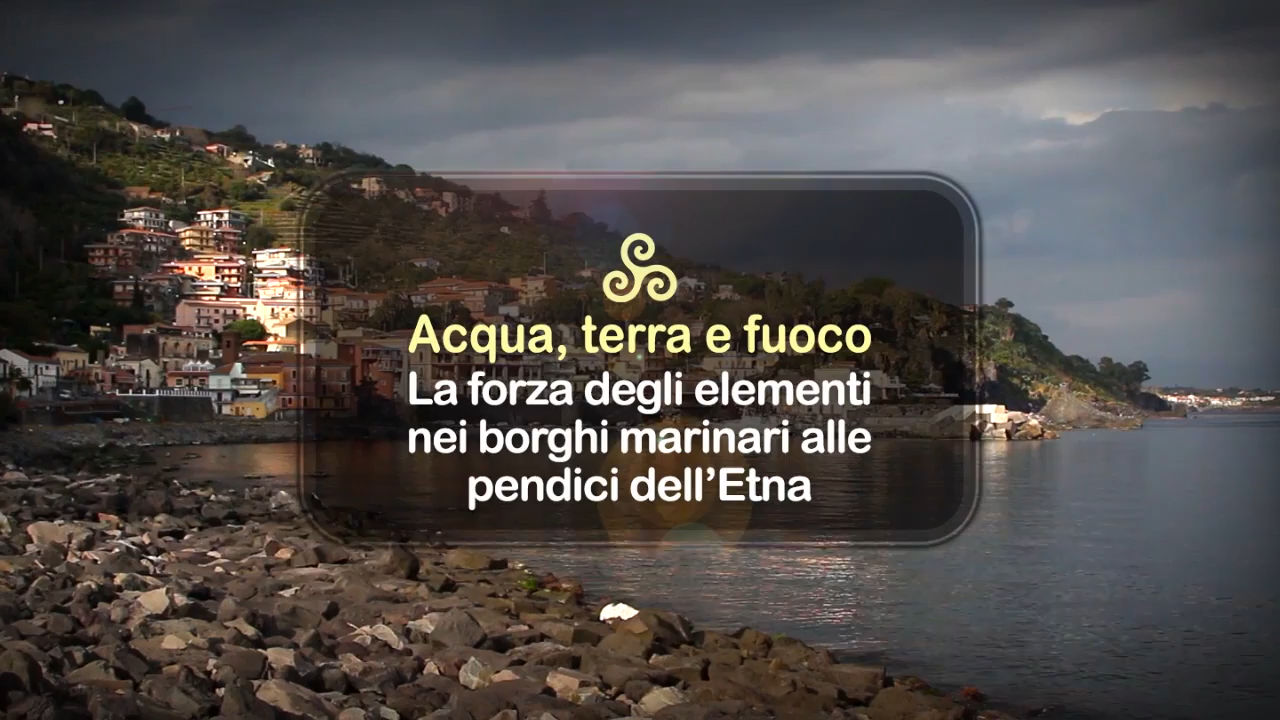 Acqua, terra e fuoco
La forza degli elementi
nei borghi marinari alle
pendici dell’Etna